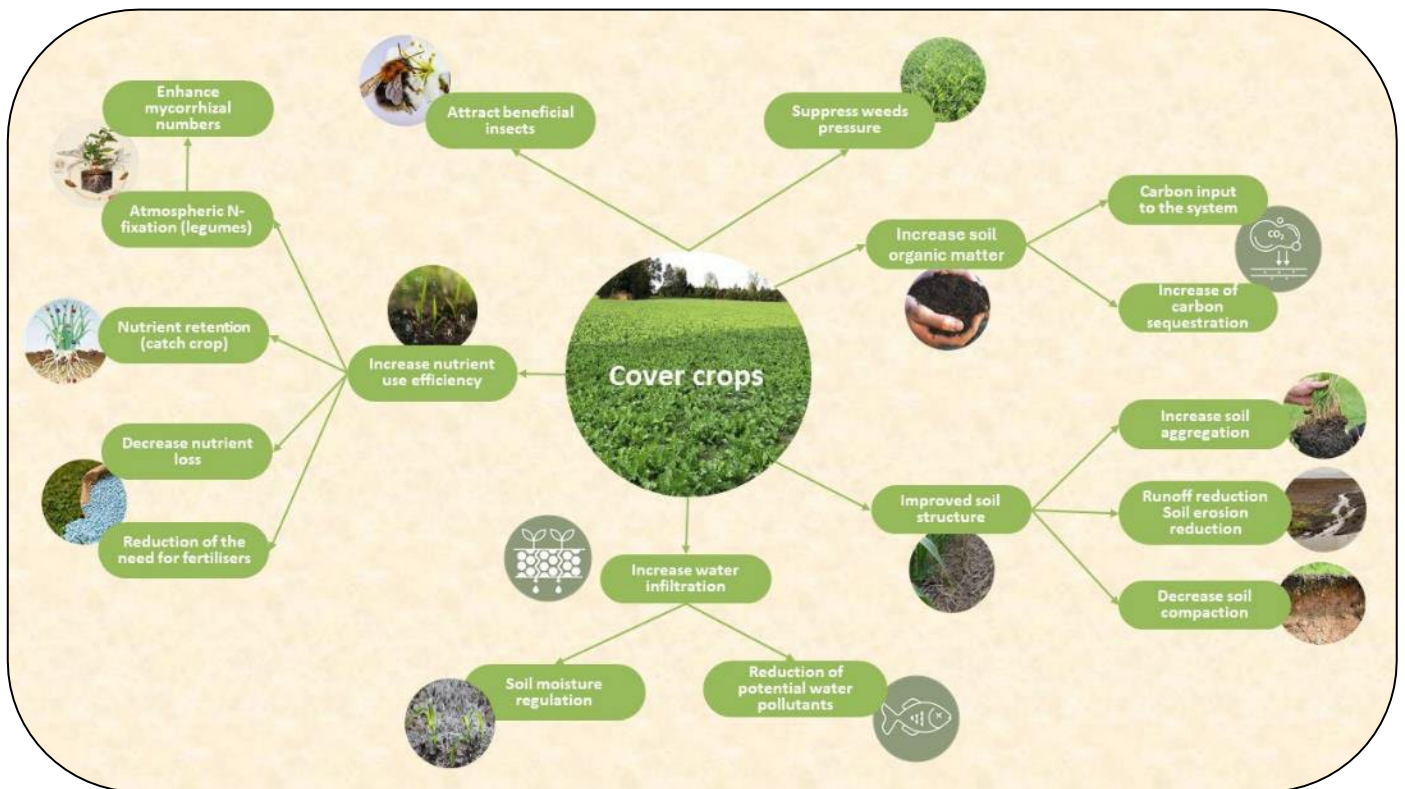 Enhance
mycorrhizal
numbers
Attract beneficial
insects
Suppress weeds
pressure
Atmospheric N-
fixation (legumes)
Carbon input
to the system
Increase soil
organic matter
CO₂
Increase of
carbon
sequestration
Nutrient retention
(catch crop)
Increase nutrient
use efficiency
Cover crops
Decrease nutrient
loss
Increase soil
aggregation
Reduction of the
need for fertilisers
Improved soil
structure
Runoff reduction
Soil erosion
reduction
Increase water
infiltration
Decrease soil
compaction
Soil moisture
regulation
Reduction of
potential water
pollutants